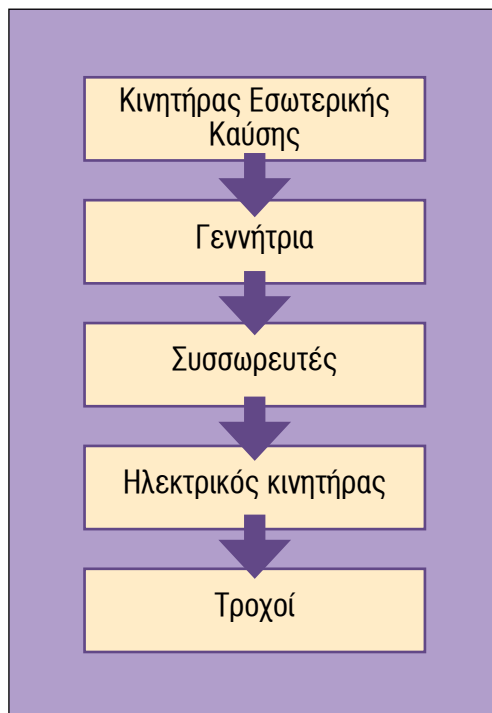 Κινητήρας Εσωτερικής
Καύσης
Γεννήτρια
Συσσωρευτές
Ηλεκτρικός κινητήρας
Τροχοί